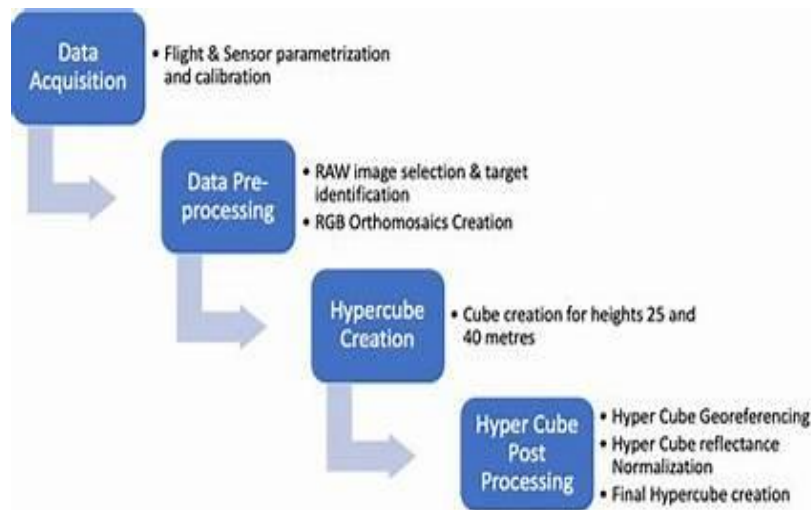 Data
Acquisition
• Flight & Sensor parametrization
and calibration
Data Pre-
processing
• RAW image selection & target
identification
• RGB Orthomosaics Creation
Hypercube
Creation
• Cube creation for heights 25 and
40 metres
Hyper Cube
Post
Processing
• Hyper Cube Georeferencing
• Hyper Cube reflectance
Normalization
• Final Hypercube creation